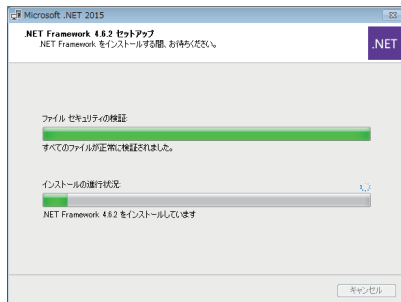 Microsoft .NET 2015
.NET Framework 4.6.2 セットアップ
.NET Framework をインストールする間、お待ちください。
.NET
ファイル セキュリティの検証:
すべてのファイルが正常に検証されました。
インストールの進行状況:
.NET Framework 4.6.2 をインストールしています
キャンセル